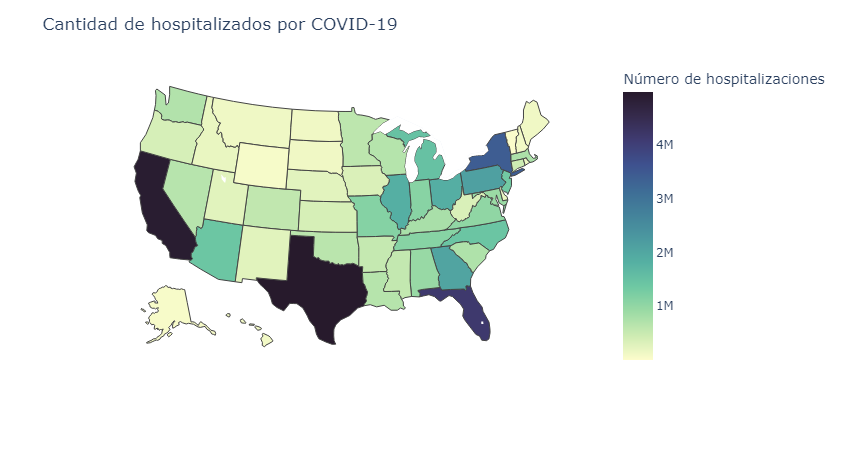 Cantidad de hospitalizados por COVID-19
Número de hospitalizaciones
4M
3M
2M
1M